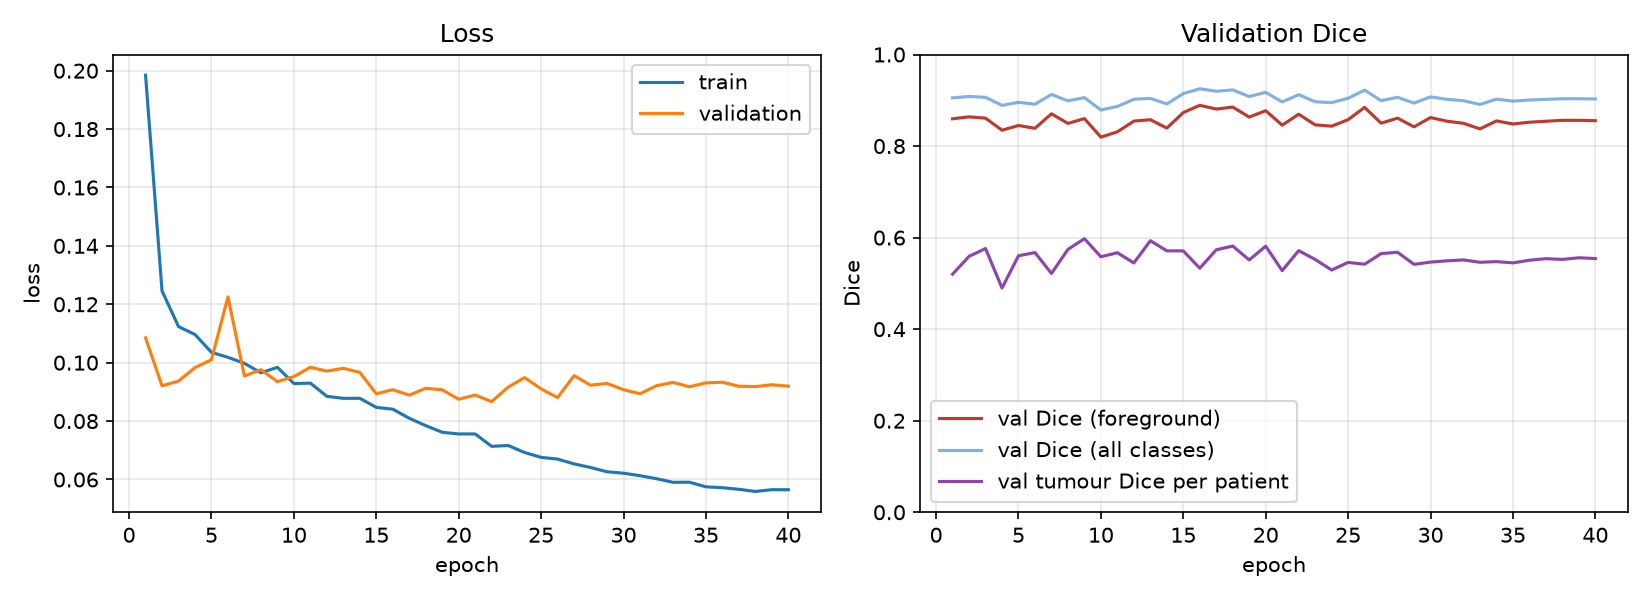 Loss
0.20
0.18
0.16
0.14
0.12
0.10
0.08
0.06
loss
train
validation
0
5
10
15
20
25
30
35
40
epoch
Validation Dice
1.0
0.8
0.6
0.4
0.2
0.0
Dice
val Dice (foreground)
val Dice (all classes)
val tumour Dice per patient
0
5
10
15
20
25
30
35
40
epoch